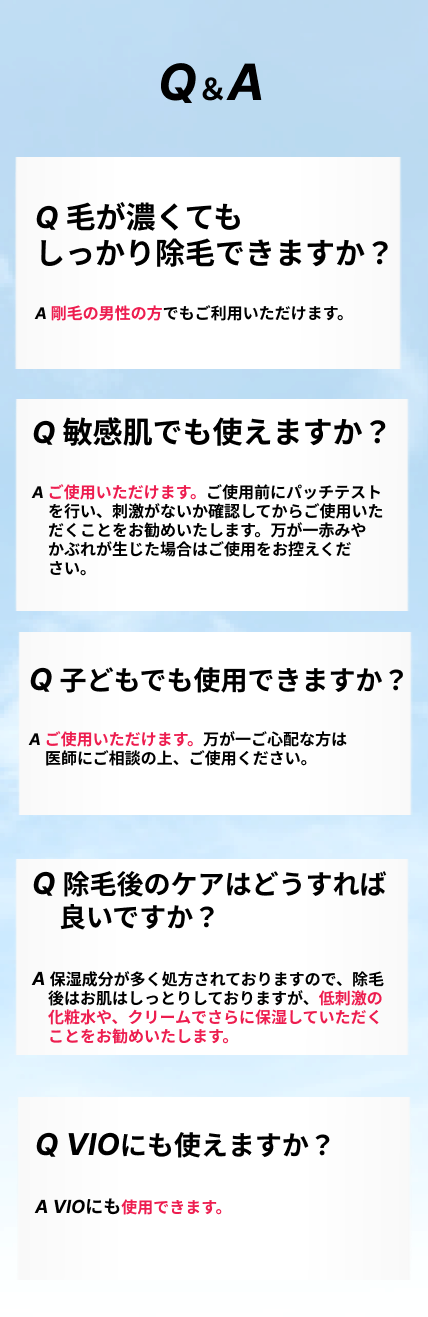 Q & A
Q 毛が濃くても
しっかり除毛できますか？
A 剛毛の男性の方でもご利用いただけます。
Q 敏感肌でも使えますか？
A ご使用いただけます。ご使用前にパッチテスト
を行い、刺激がないか確認してからご使用いた
だくことをお勧めいたします。万が一赤みや
かぶれが生じた場合はご使用をお控えくだ
さい。
Q 子どもでも使用できますか？
A ご使用いただけます。万が一ご心配な方は
医師にご相談の上、ご使用ください。
Q 除毛後のケアはどうすれば
良いですか？
A 保湿成分が多く処方されておりますので、除毛
後はお肌はしっとりしておりますが、低刺激の
化粧水や、クリームでさらに保湿していただく
ことをお勧めいたします。
Q VIOにも使えますか？
A VIOにも使用できます。